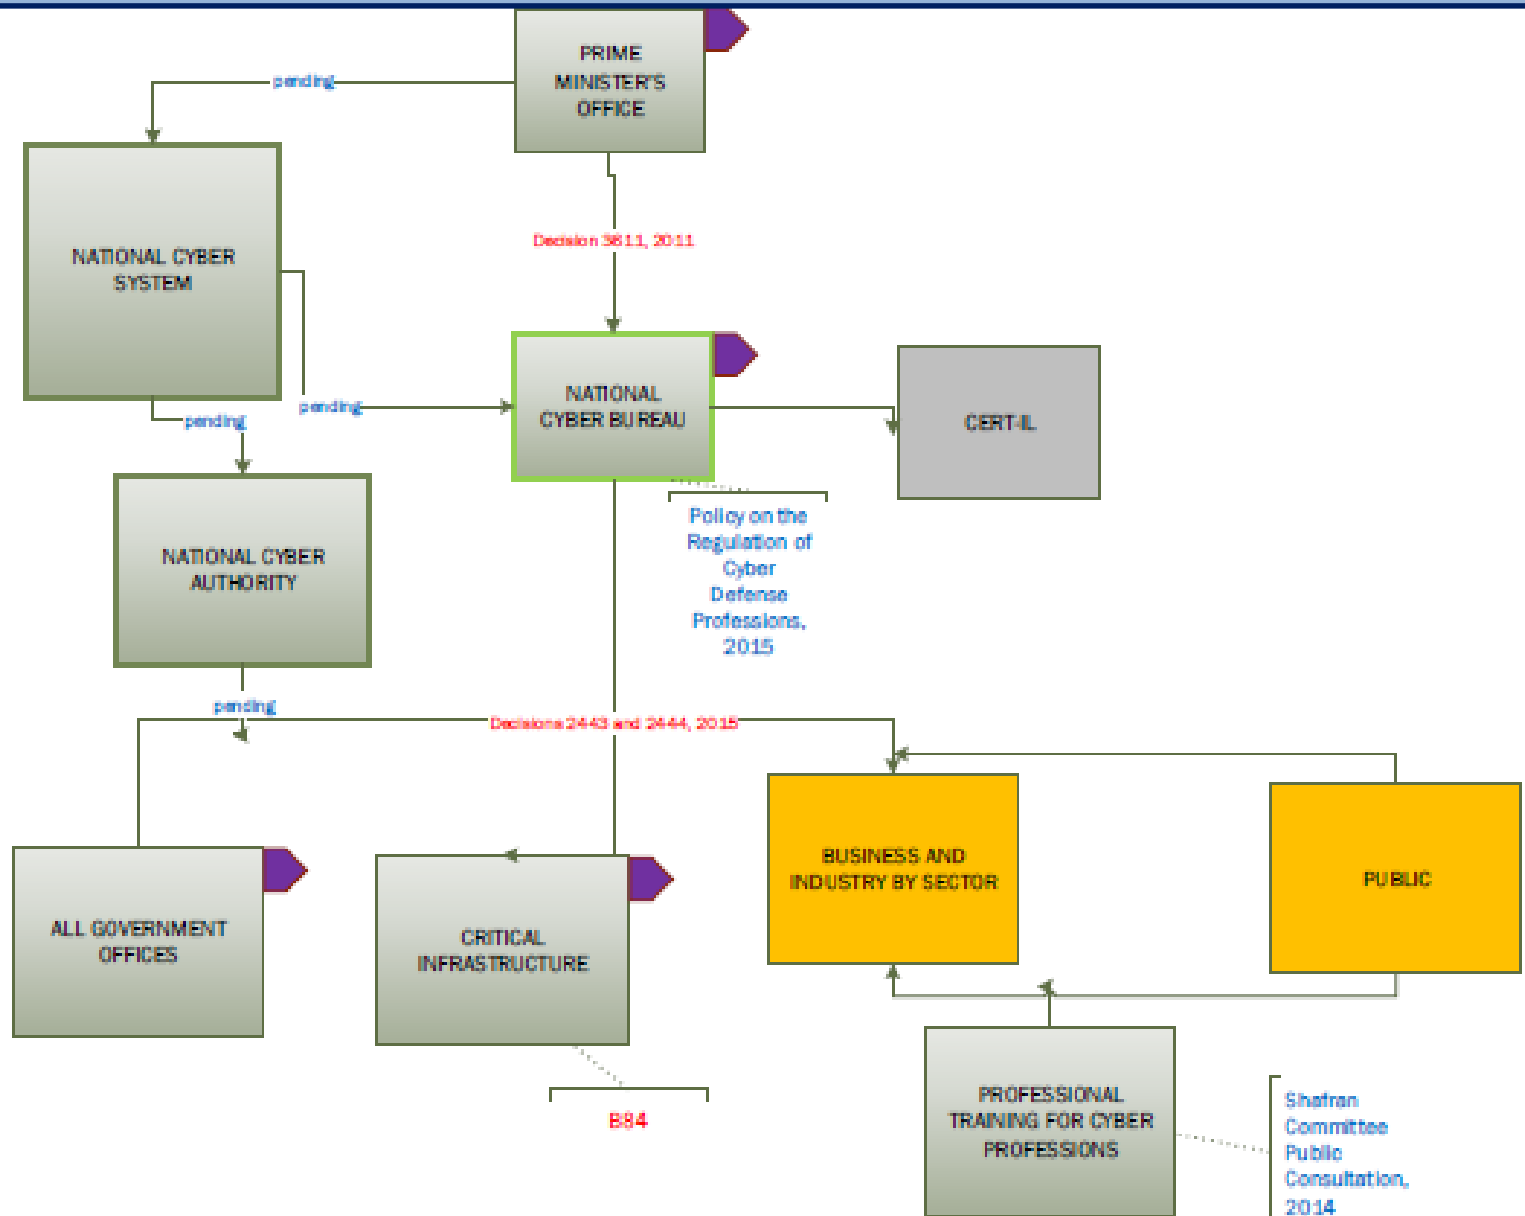 PRIME
MINISTER'S
OFFICE
pending
NATIONAL CYBER
SYSTEM
Decision 3611, 2011
NATIONAL
CYBER BUREAU
CERT-IL
pending
pending
Policy on the
Regulation of
Cyber
Defense
Professions,
2015
NATIONAL CYBER
AUTHORITY
pending
Decisions 2443 and 2444, 2015
BUSINESS AND
INDUSTRY BY SECTOR
PUBLIC
ALL GOVERNMENT
OFFICES
CRITICAL
INFRASTRUCTURE
B84
PROFESSIONAL
TRAINING FOR CYBER
PROFESSIONS
Shafran
Committee
Public
Consultation,
2014